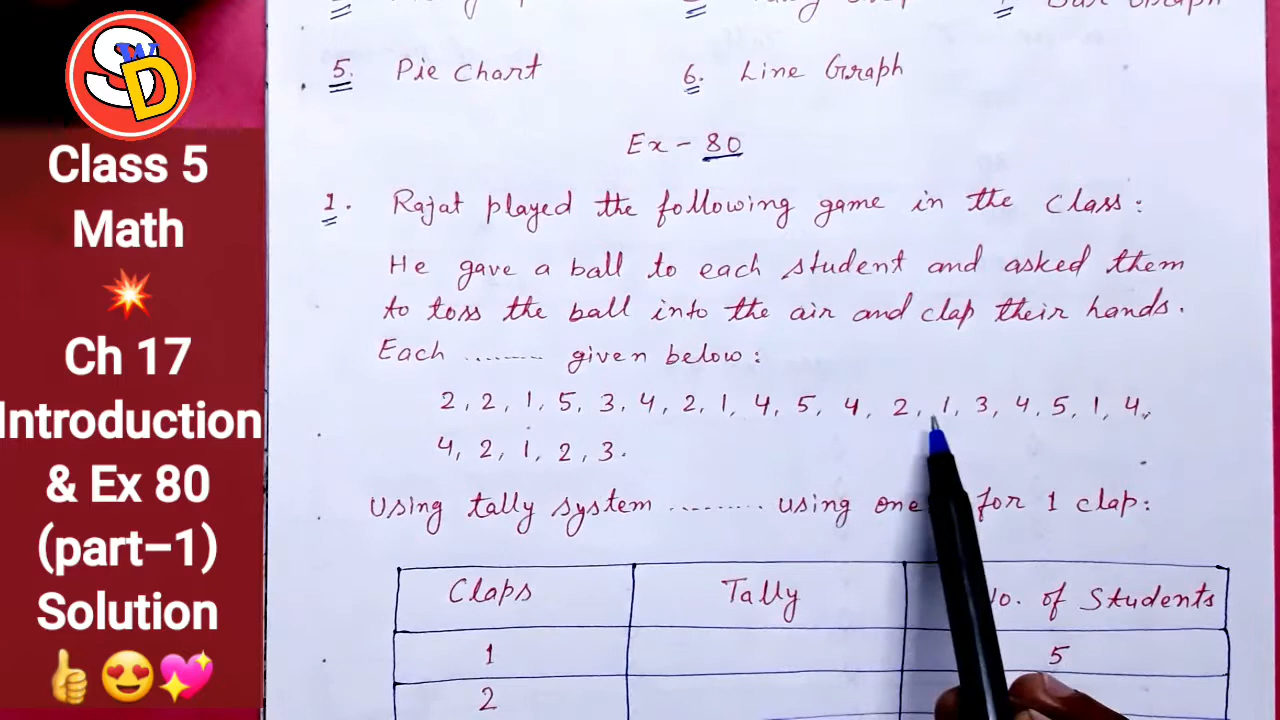 SWD
Class 5
Math
Ch 17
Introduction
& Ex 80
(part-1)
Solution
5. Pie Chart 6. Line Graph
Ex - 80
1. Rajat played the following game in the class:
He gave a ball to each student and asked them
to toss the ball into the air and clap their hands.
Each ........ given below:
2, 2, 1, 5, 3, 4, 2, 1, 4, 5, 4, 2, 1, 3, 4, 5, 1, 4,
4, 2, 1, 2, 3.
Using tally system ......... using one for 1 clap:
Claps Tally No. of Students
1 5
2